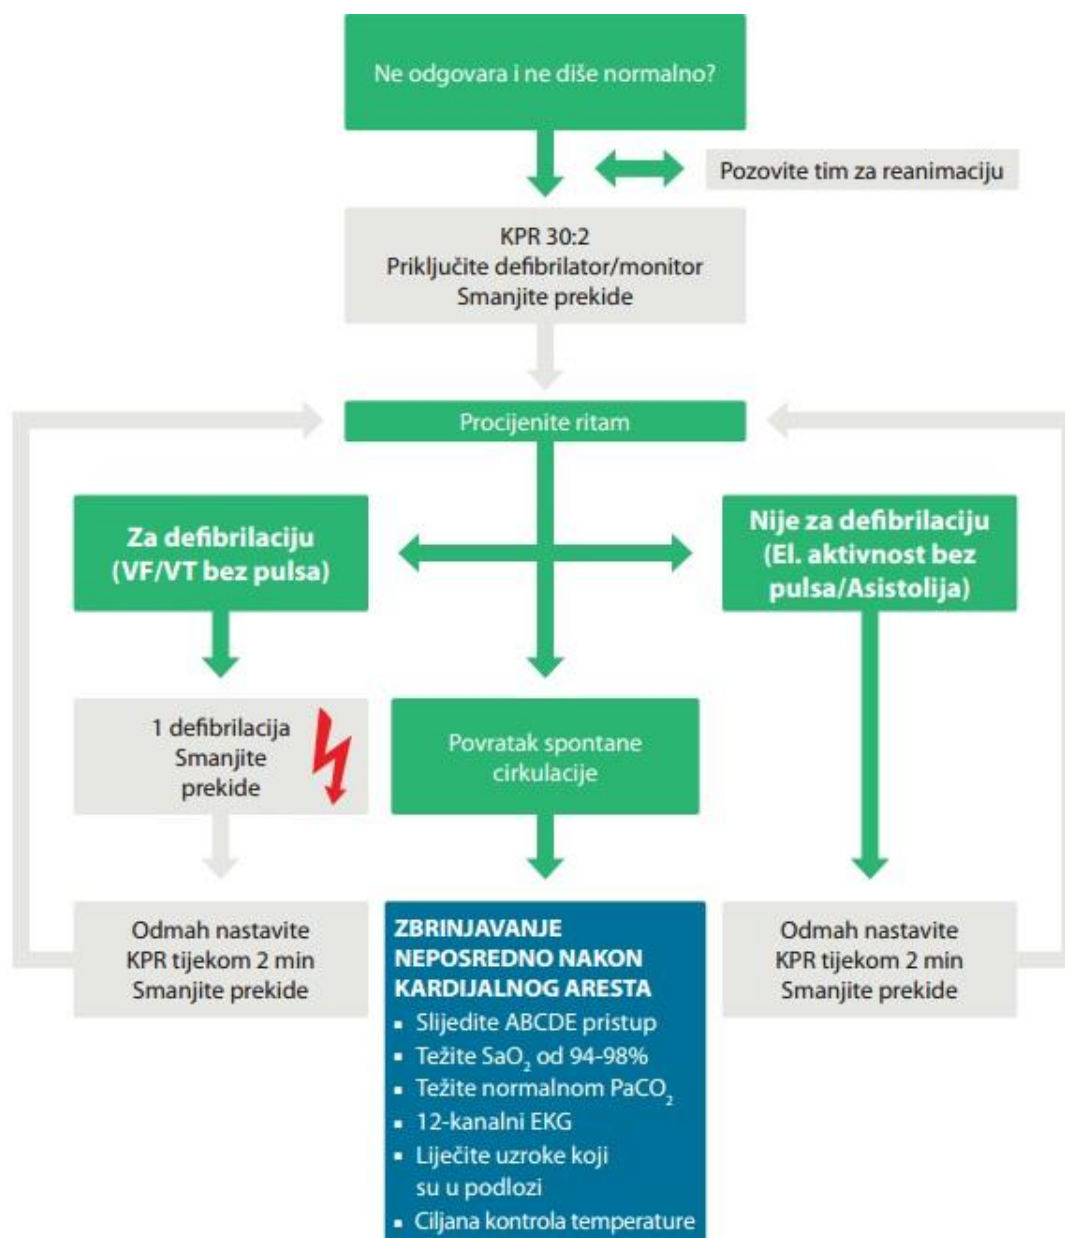 Ne odgovara i ne diše normalno?
Pozovite tim za reanimaciju
KPR 30:2
Priključite defibrilator/monitor
Smanjite prekide
Procijenite ritam
Za defibrilaciju
(VF/VT bez pulsa)
Nije za defibrilaciju
(El. aktivnost bez
pulsa/Asistolija)
1 defibrilacija
Smanjite
prekide
Povratak spontane
cirkulacije
Odmah nastavite
KPR tijekom 2 min
Smanjite prekide
ZBRINJAVANJE
NEPOSREDNO NAKON
KARDIJALNOG ARESTA
▪ Slijedite ABCDE pristup
▪ Težite SaO₂ od 94-98%
▪ Težite normalnom PaCO₂
▪ 12-kanalni EKG
▪ Liječite uzroke koji
su u podlozi
▪ Ciljana kontrola temperature
Odmah nastavite
KPR tijekom 2 min
Smanjite prekide